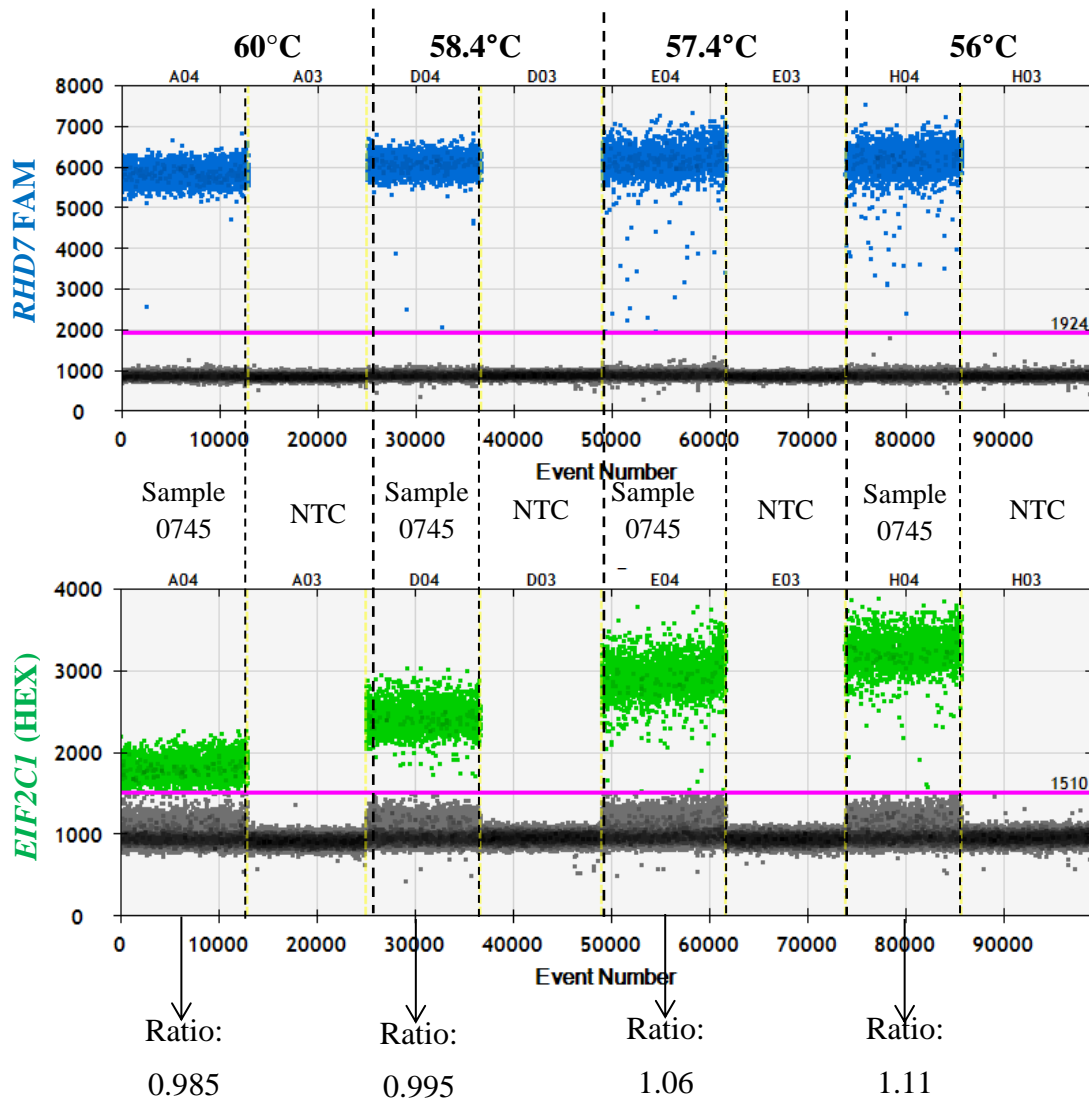 60°C 58.4°C 57.4°C 56°C
A04 A03 D04 D03 E04 E03 H04 H03
8000
7000
6000
5000
4000
3000
2000
1000
0
1924
RHD7 FAM
0 10000 20000 30000 40000 50000 60000 70000 80000 90000
Event Number
Sample 0745
NTC
Sample 0745
NTC
Sample 0745
NTC
Sample 0745
NTC
A04 A03 D04 D03 E04 E03 H04 H03
4000
3000
2000
1000
0
1510
EIF2C1 (HEX)
0 10000 20000 30000 40000 50000 60000 70000 80000 90000
Event Number
Ratio: Ratio: Ratio: Ratio:
0.985 0.995 1.06 1.11